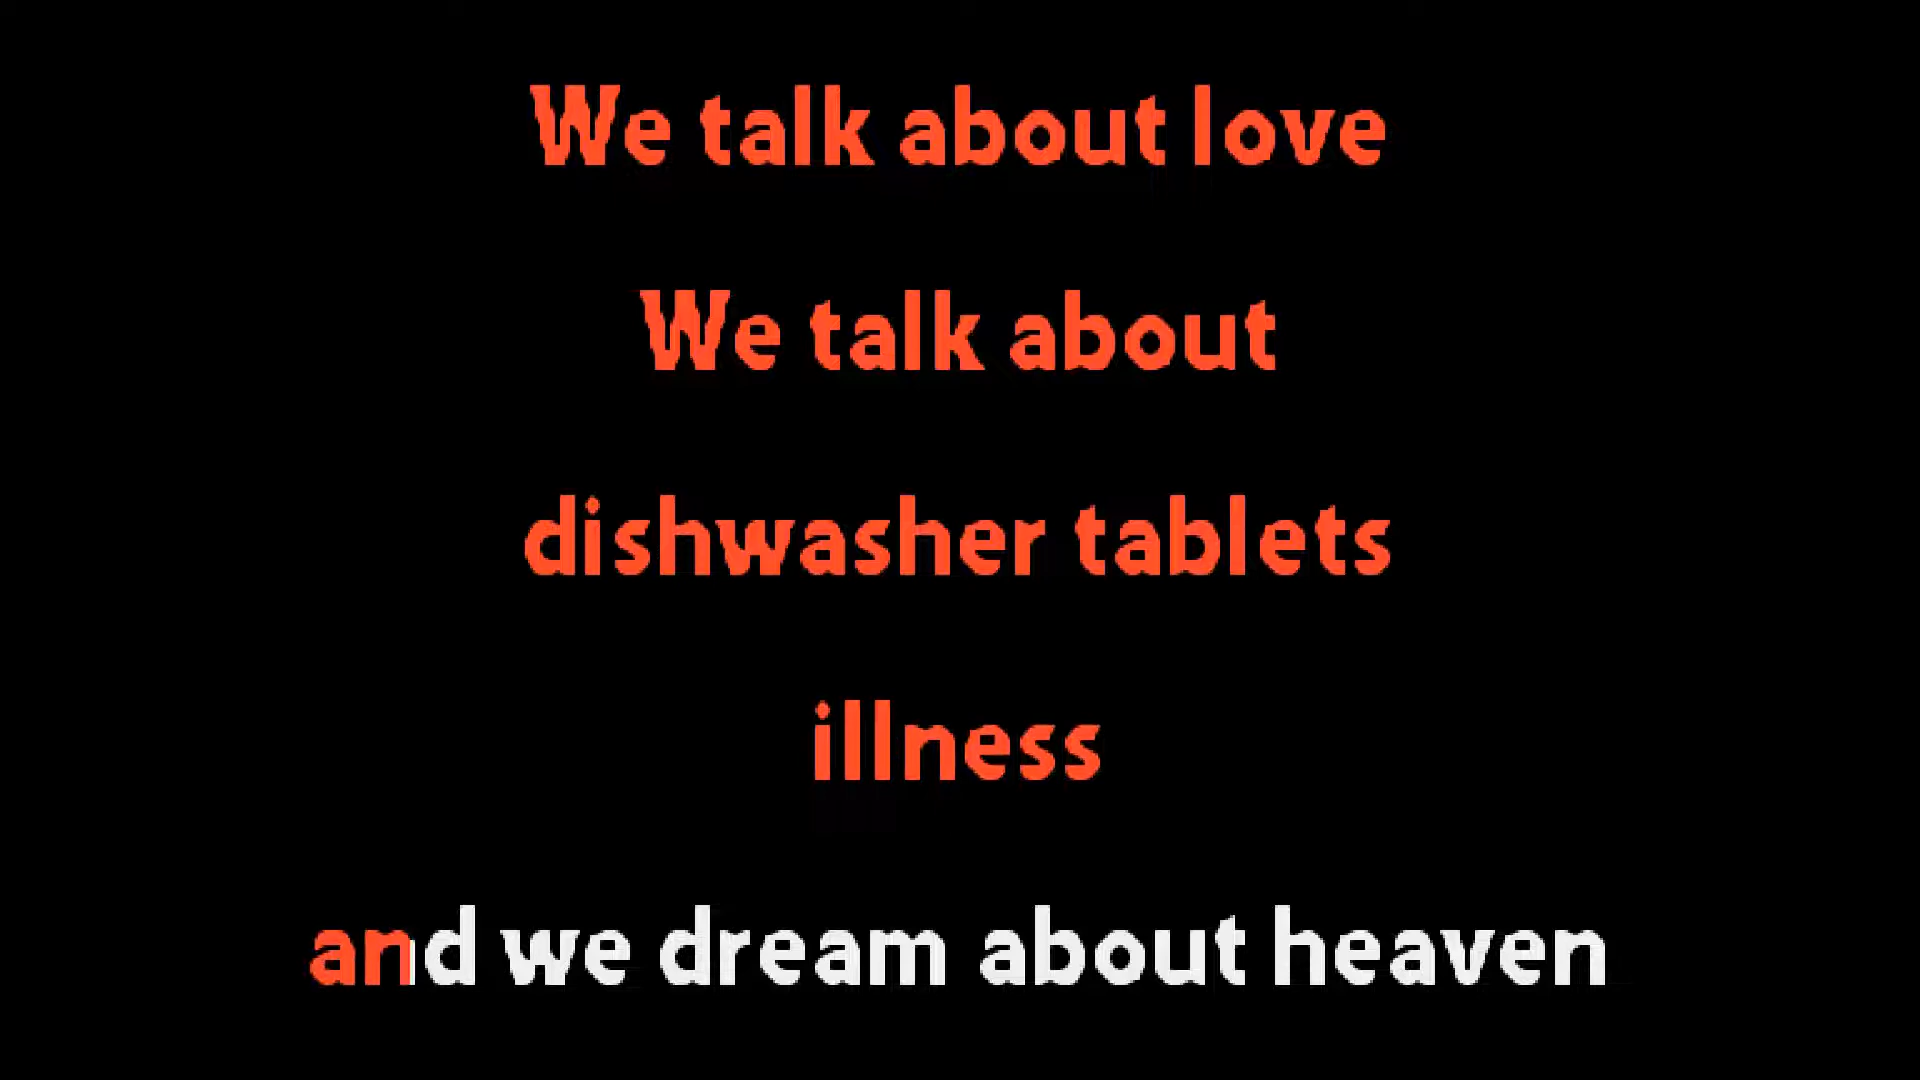 We talk about love
We talk about
dishwasher tablets
illness
and we dream about heaven